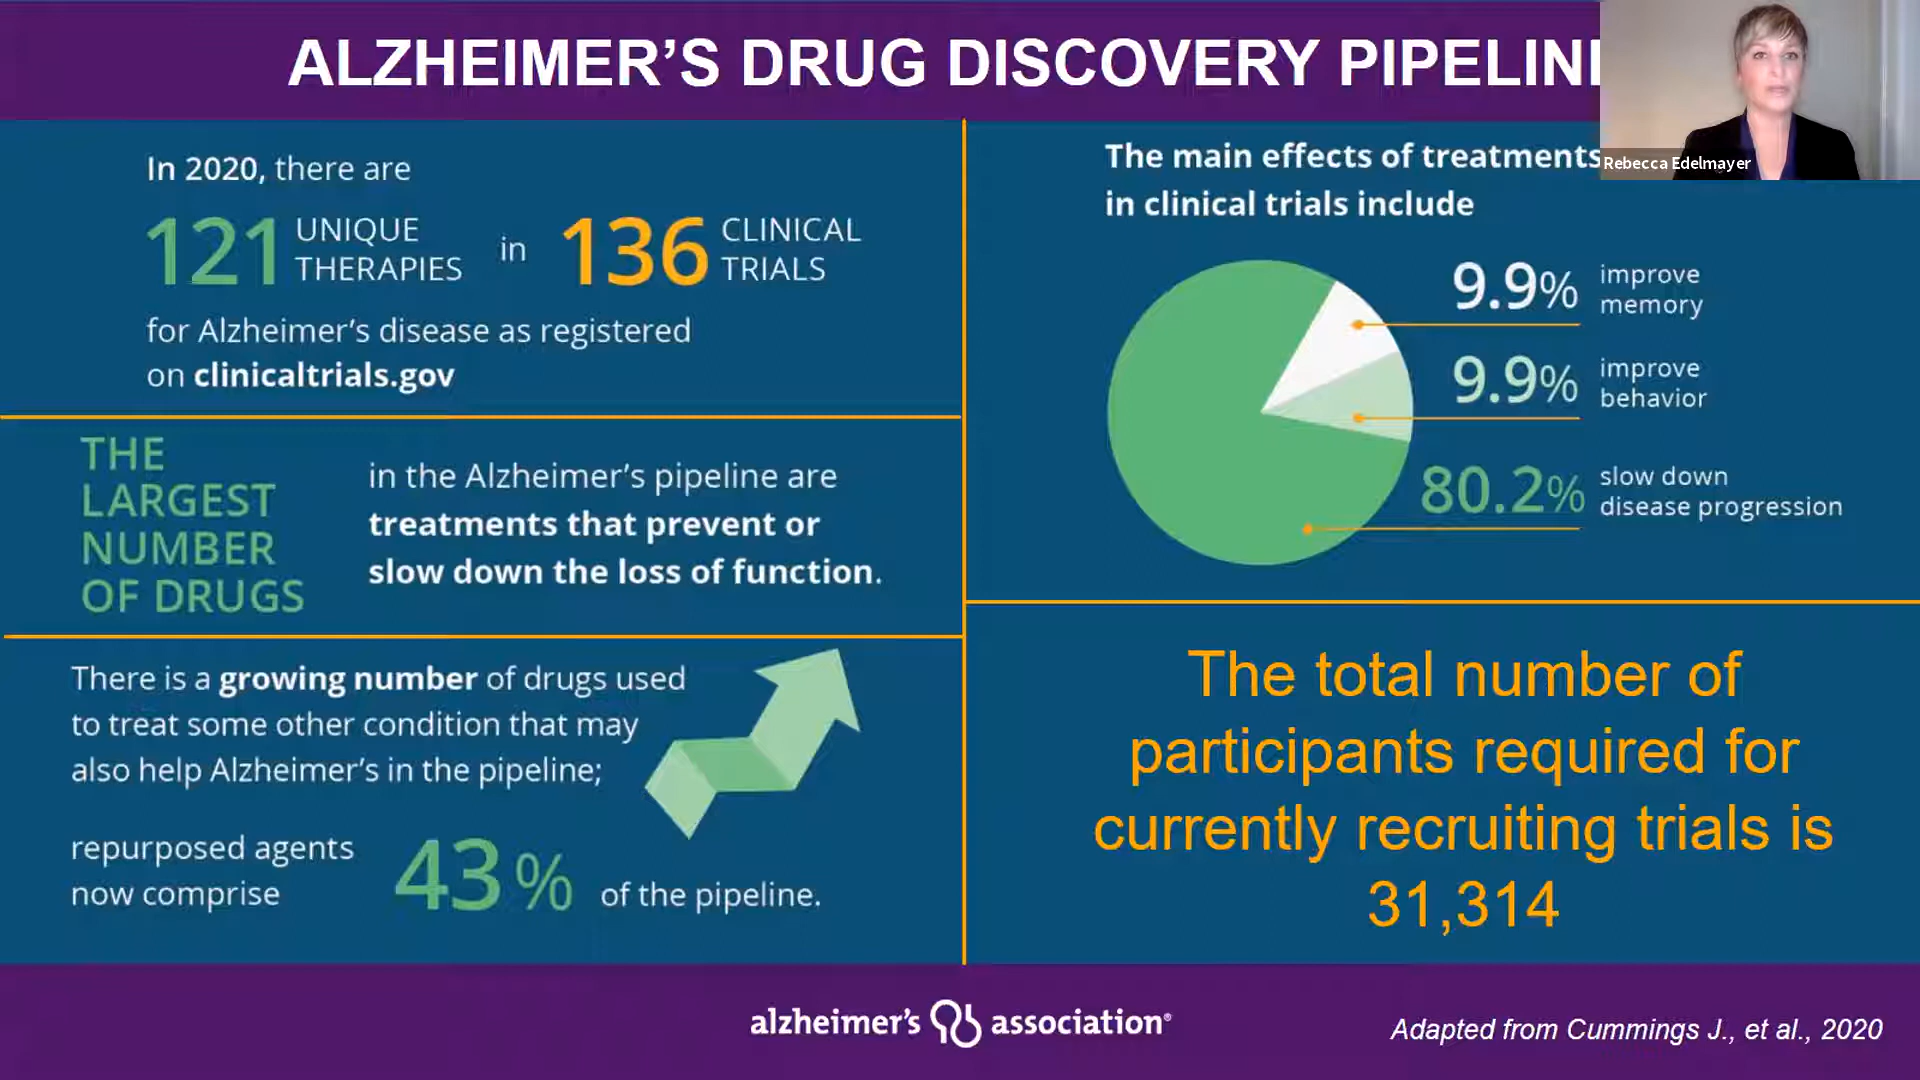 ALZHEIMER'S DRUG DISCOVERY PIPELIN
Rebecca Edelmayer
In 2020, there are
121 UNIQUE THERAPIES in 136 CLINICAL TRIALS
for Alzheimer's disease as registered
on clinicaltrials.gov
THE
LARGEST
NUMBER
OF DRUGS
in the Alzheimer's pipeline are
treatments that prevent or
slow down the loss of function.
There is a growing number of drugs used
to treat some other condition that may
also help Alzheimer's in the pipeline;
repurposed agents
now comprise
43% of the pipeline.
The main effects of treatments
in clinical trials include
9.9% improve
memory
9.9% improve
behavior
80.2% slow down
disease progression
The total number of
participants required for
currently recruiting trials is
31,314
alzheimer's association®
Adapted from Cummings J., et al., 2020